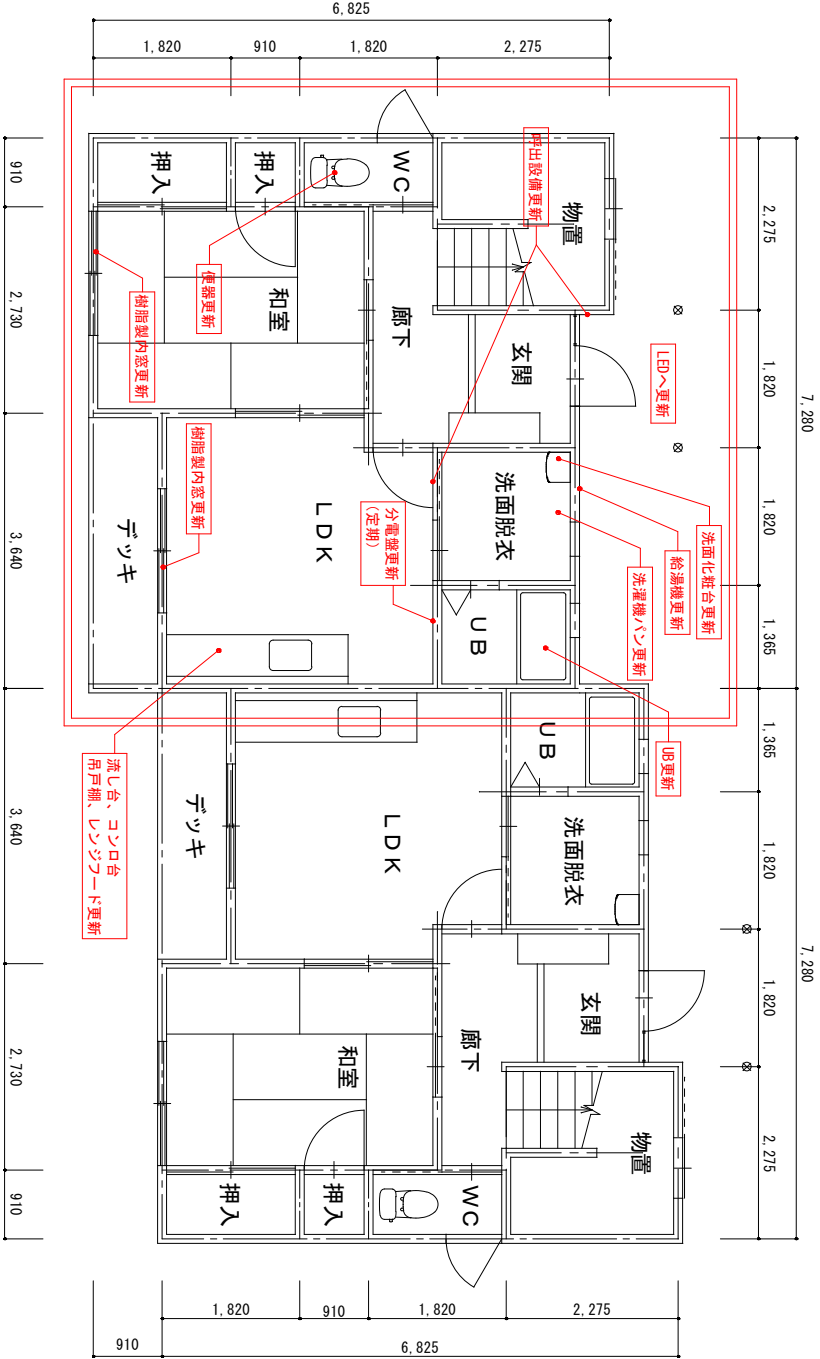 6,825
1,820
910
1,820
2,275
910
2,730
3,640
3,640
2,730
910
2,275
1,820
1,820
1,365
1,365
1,820
1,820
2,275
7,280
7,280
押入
押入
WC
物置
呼出設備更新
便器更新
和室
樹脂製内窓更新
廊下
玄関
LEDへ更新
樹脂製内窓更新
デッキ
LDK
分電盤更新
(定期)
洗面脱衣
UB
洗面化粧台更新
給湯機更新
洗濯機パン更新
UB更新
流し台、コンロ台
吊戸棚、レンジフード更新
デッキ
LDK
UB
洗面脱衣
玄関
廊下
和室
物置
押入
押入
WC
1,820
910
1,820
2,275
910
6,825